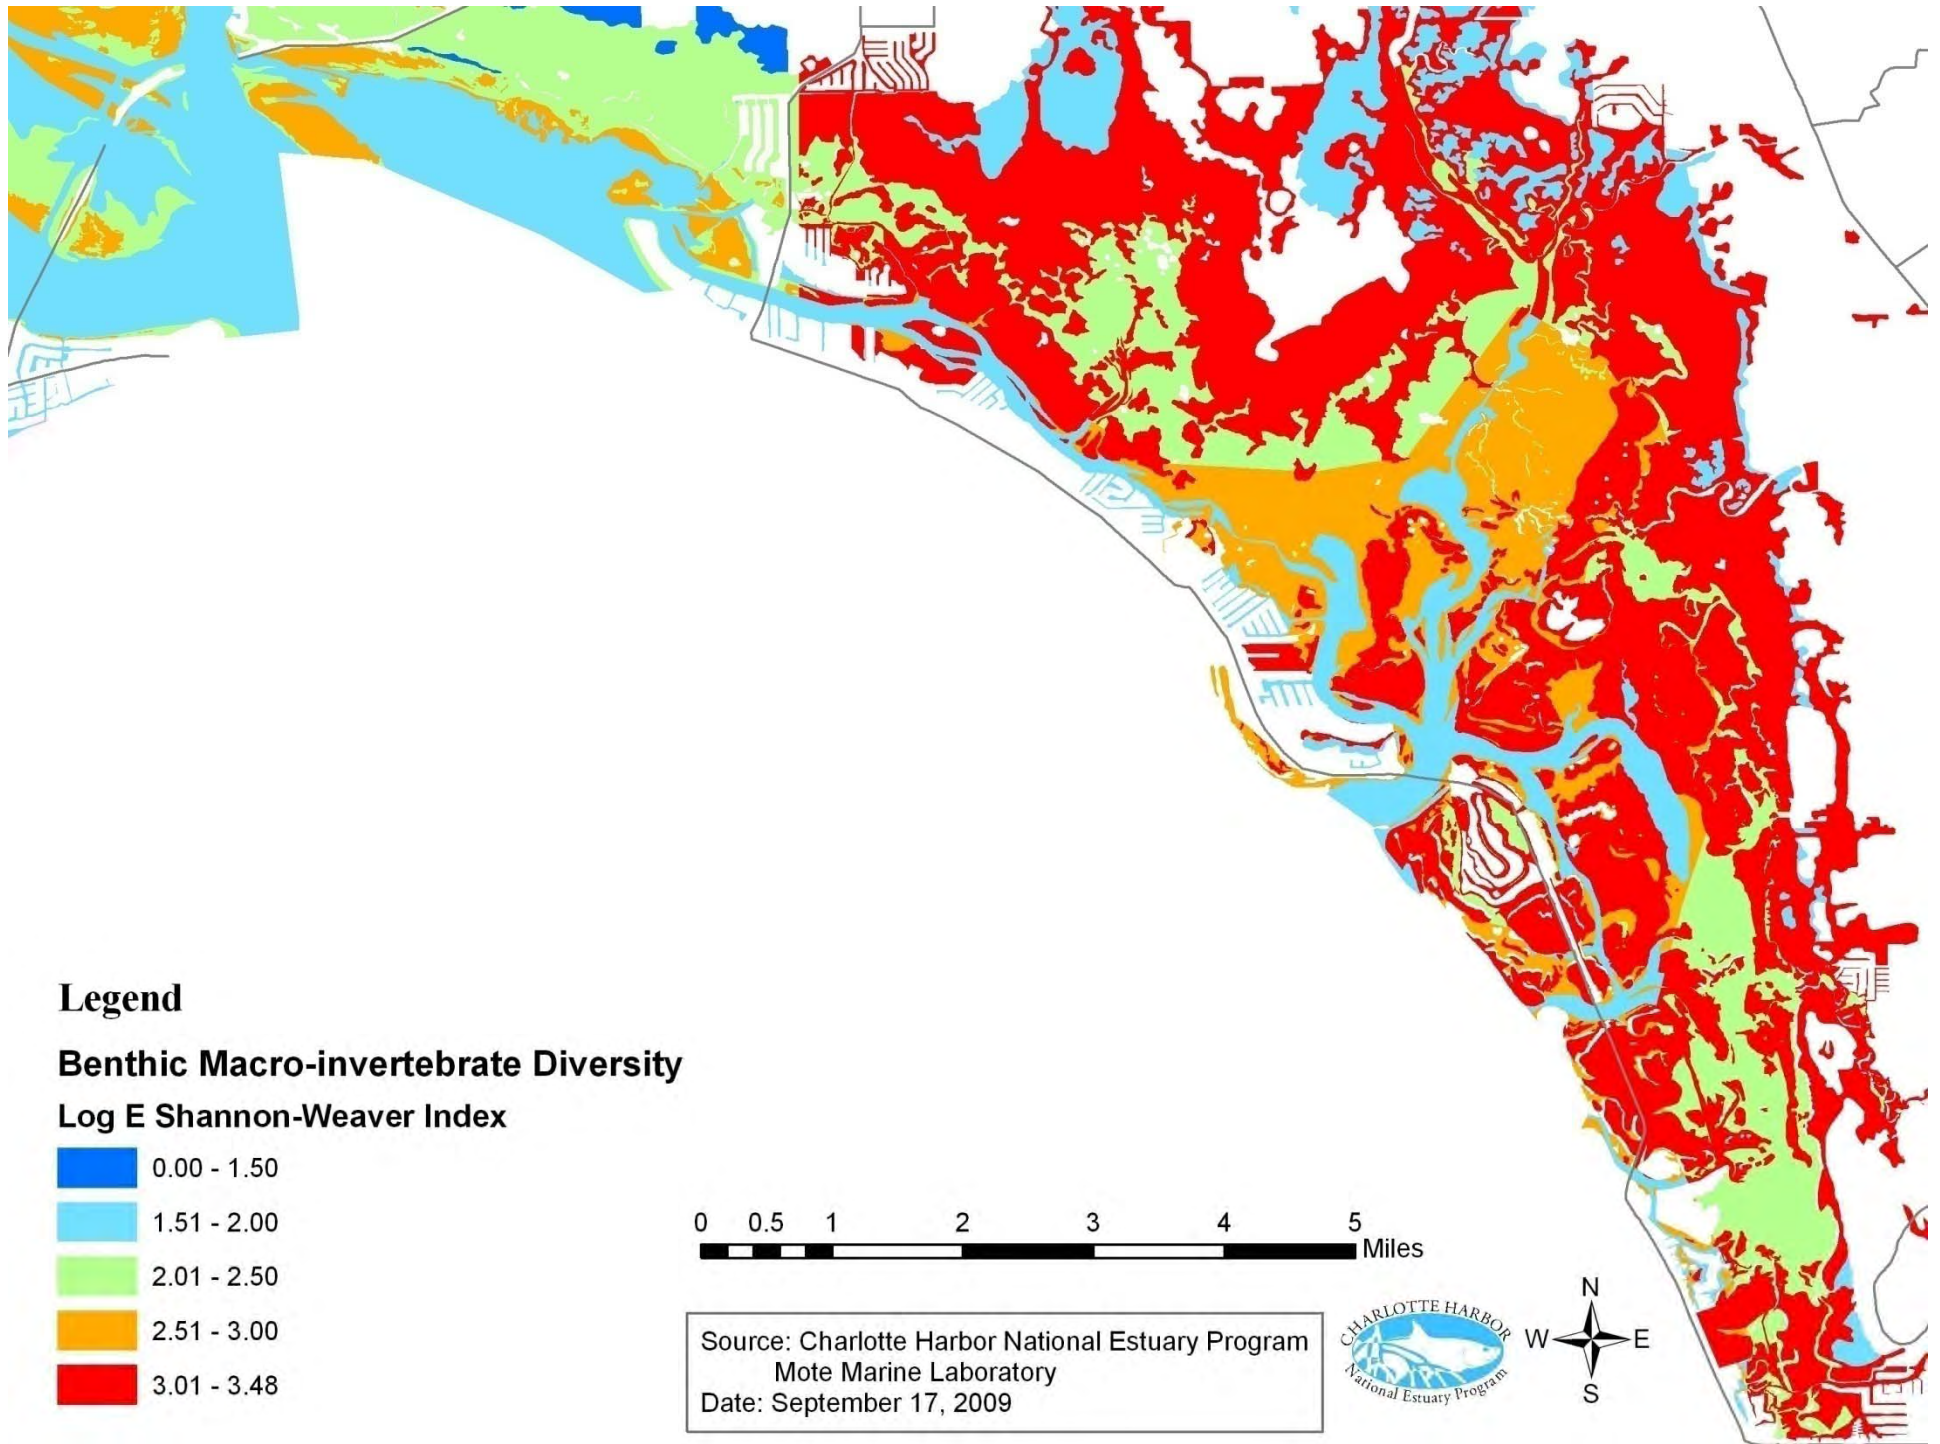 Legend
Benthic Macro-invertebrate Diversity
Log E Shannon-Weaver Index
0.00 - 1.50
1.51 - 2.00
2.01 - 2.50
2.51 - 3.00
3.01 - 3.48
0 0.5 1 2 3 4 5
Miles
Source: Charlotte Harbor National Estuary Program
Mote Marine Laboratory
Date: September 17, 2009
CHARLOTTE HARBOR
National Estuary Program
N
W E
S